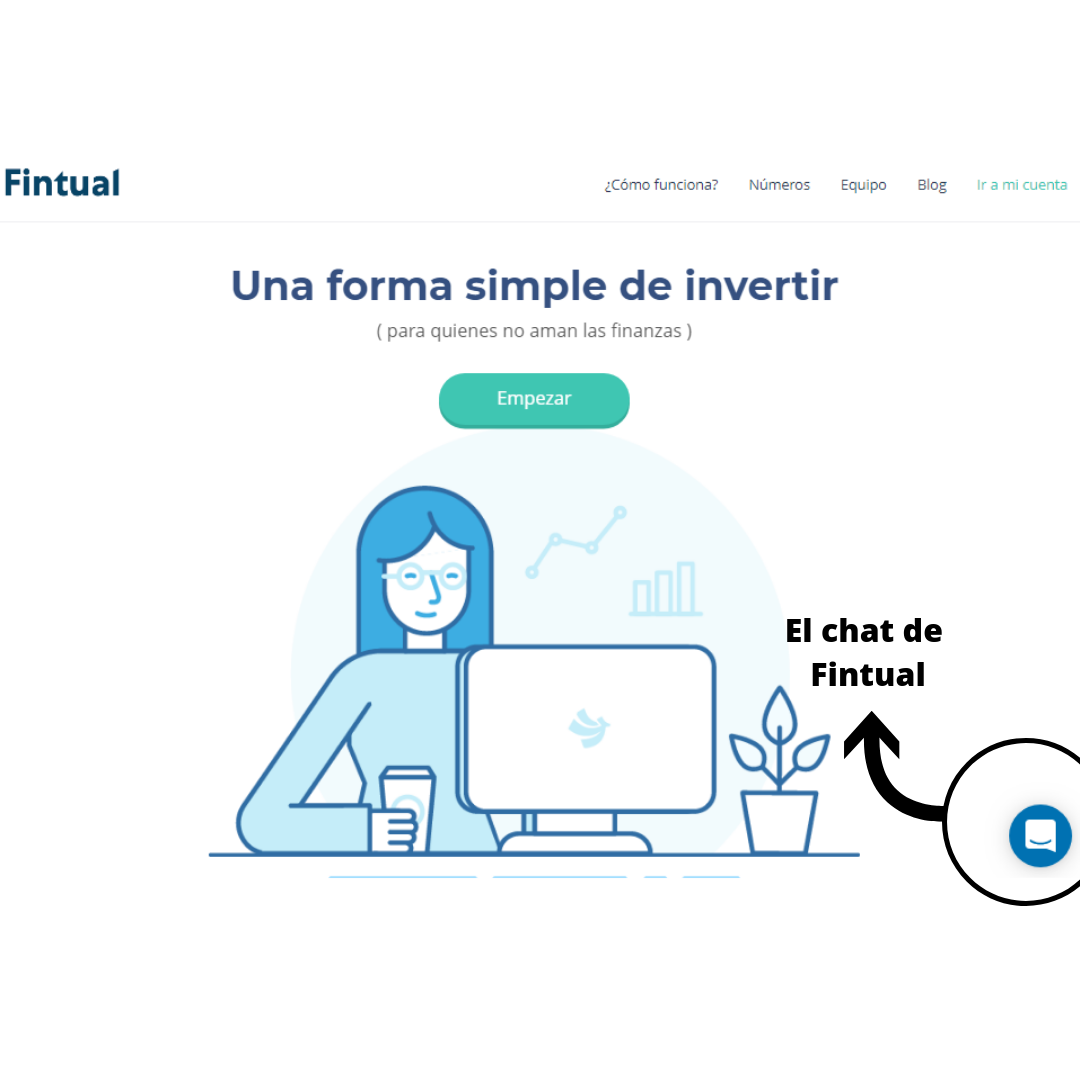 Fintual
¿Cómo funciona? Números Equipo Blog Ir a mi cuenta
Una forma simple de invertir
( para quienes no aman las finanzas )
Empezar
El chat de
Fintual